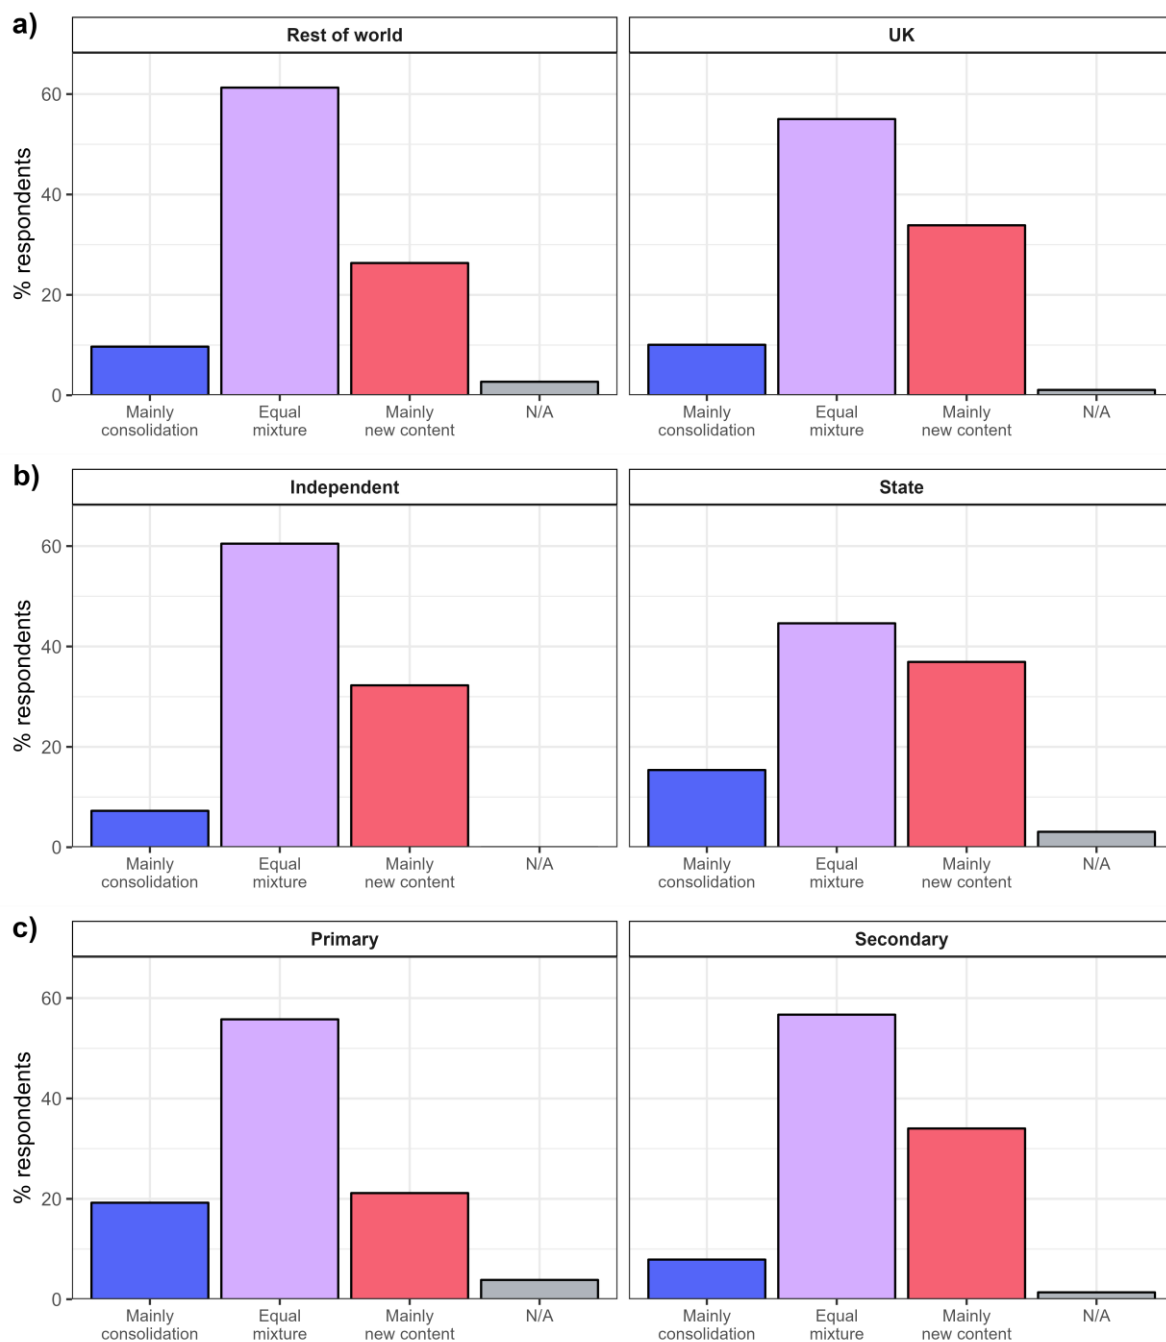 a)
Rest of world
UK
% respondents
60
40
20
0
Mainly
consolidation
Equal
mixture
Mainly
new content
N/A
Mainly
consolidation
Equal
mixture
Mainly
new content
N/A
b)
Independent
State
% respondents
60
40
20
0
Mainly
consolidation
Equal
mixture
Mainly
new content
N/A
Mainly
consolidation
Equal
mixture
Mainly
new content
N/A
c)
Primary
Secondary
% respondents
60
40
20
0
Mainly
consolidation
Equal
mixture
Mainly
new content
N/A
Mainly
consolidation
Equal
mixture
Mainly
new content
N/A